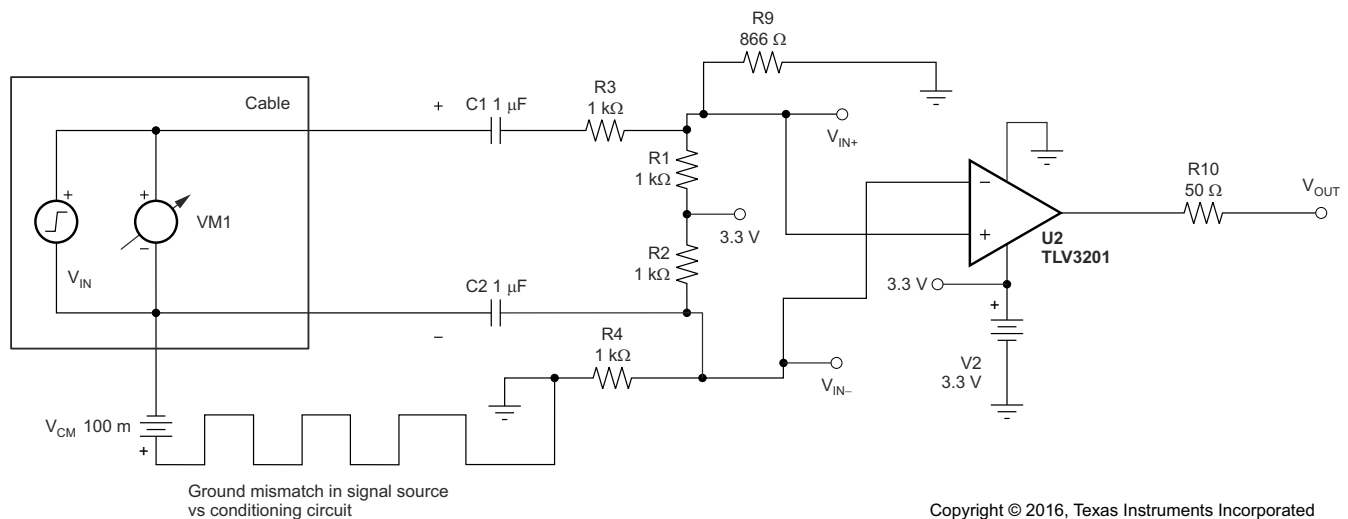 R9
866 Ω
Cable
+
C1 1 μF
R3
1 kΩ
V_IN+
R1
1 kΩ
R10
50 Ω
V_OUT
+
+
VM1
−
3.3 V
−
+
U2
TLV3201
V_IN
R2
1 kΩ
C2 1 μF
3.3 V
+
−
R4
1 kΩ
V2
3.3 V
V_IN−
V_CM 100 m
+
Ground mismatch in signal source
vs conditioning circuit
Copyright © 2016, Texas Instruments Incorporated